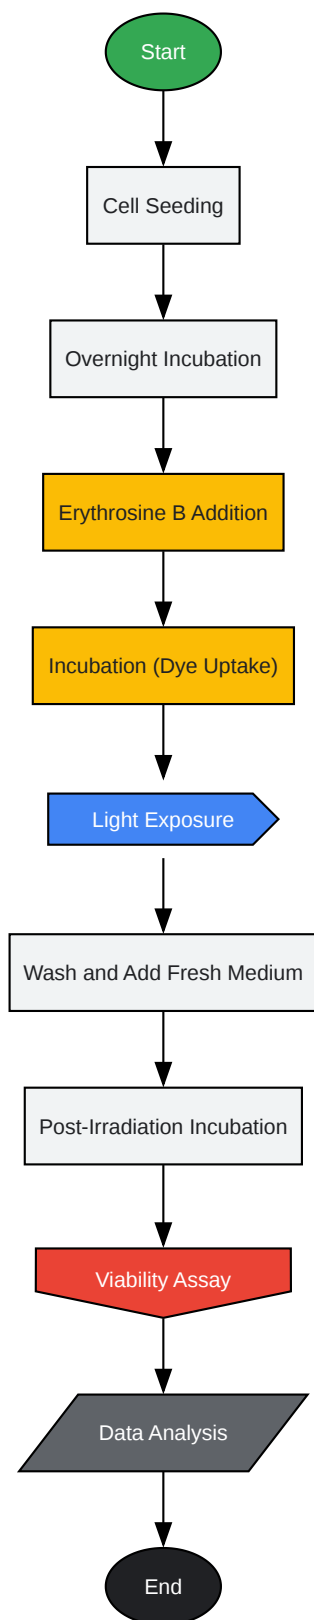 Start
Cell Seeding
Overnight Incubation
Erythrosine B Addition
Incubation (Dye Uptake)
Light Exposure
Wash and Add Fresh Medium
Post-Irradiation Incubation
Viability Assay
Data Analysis
End